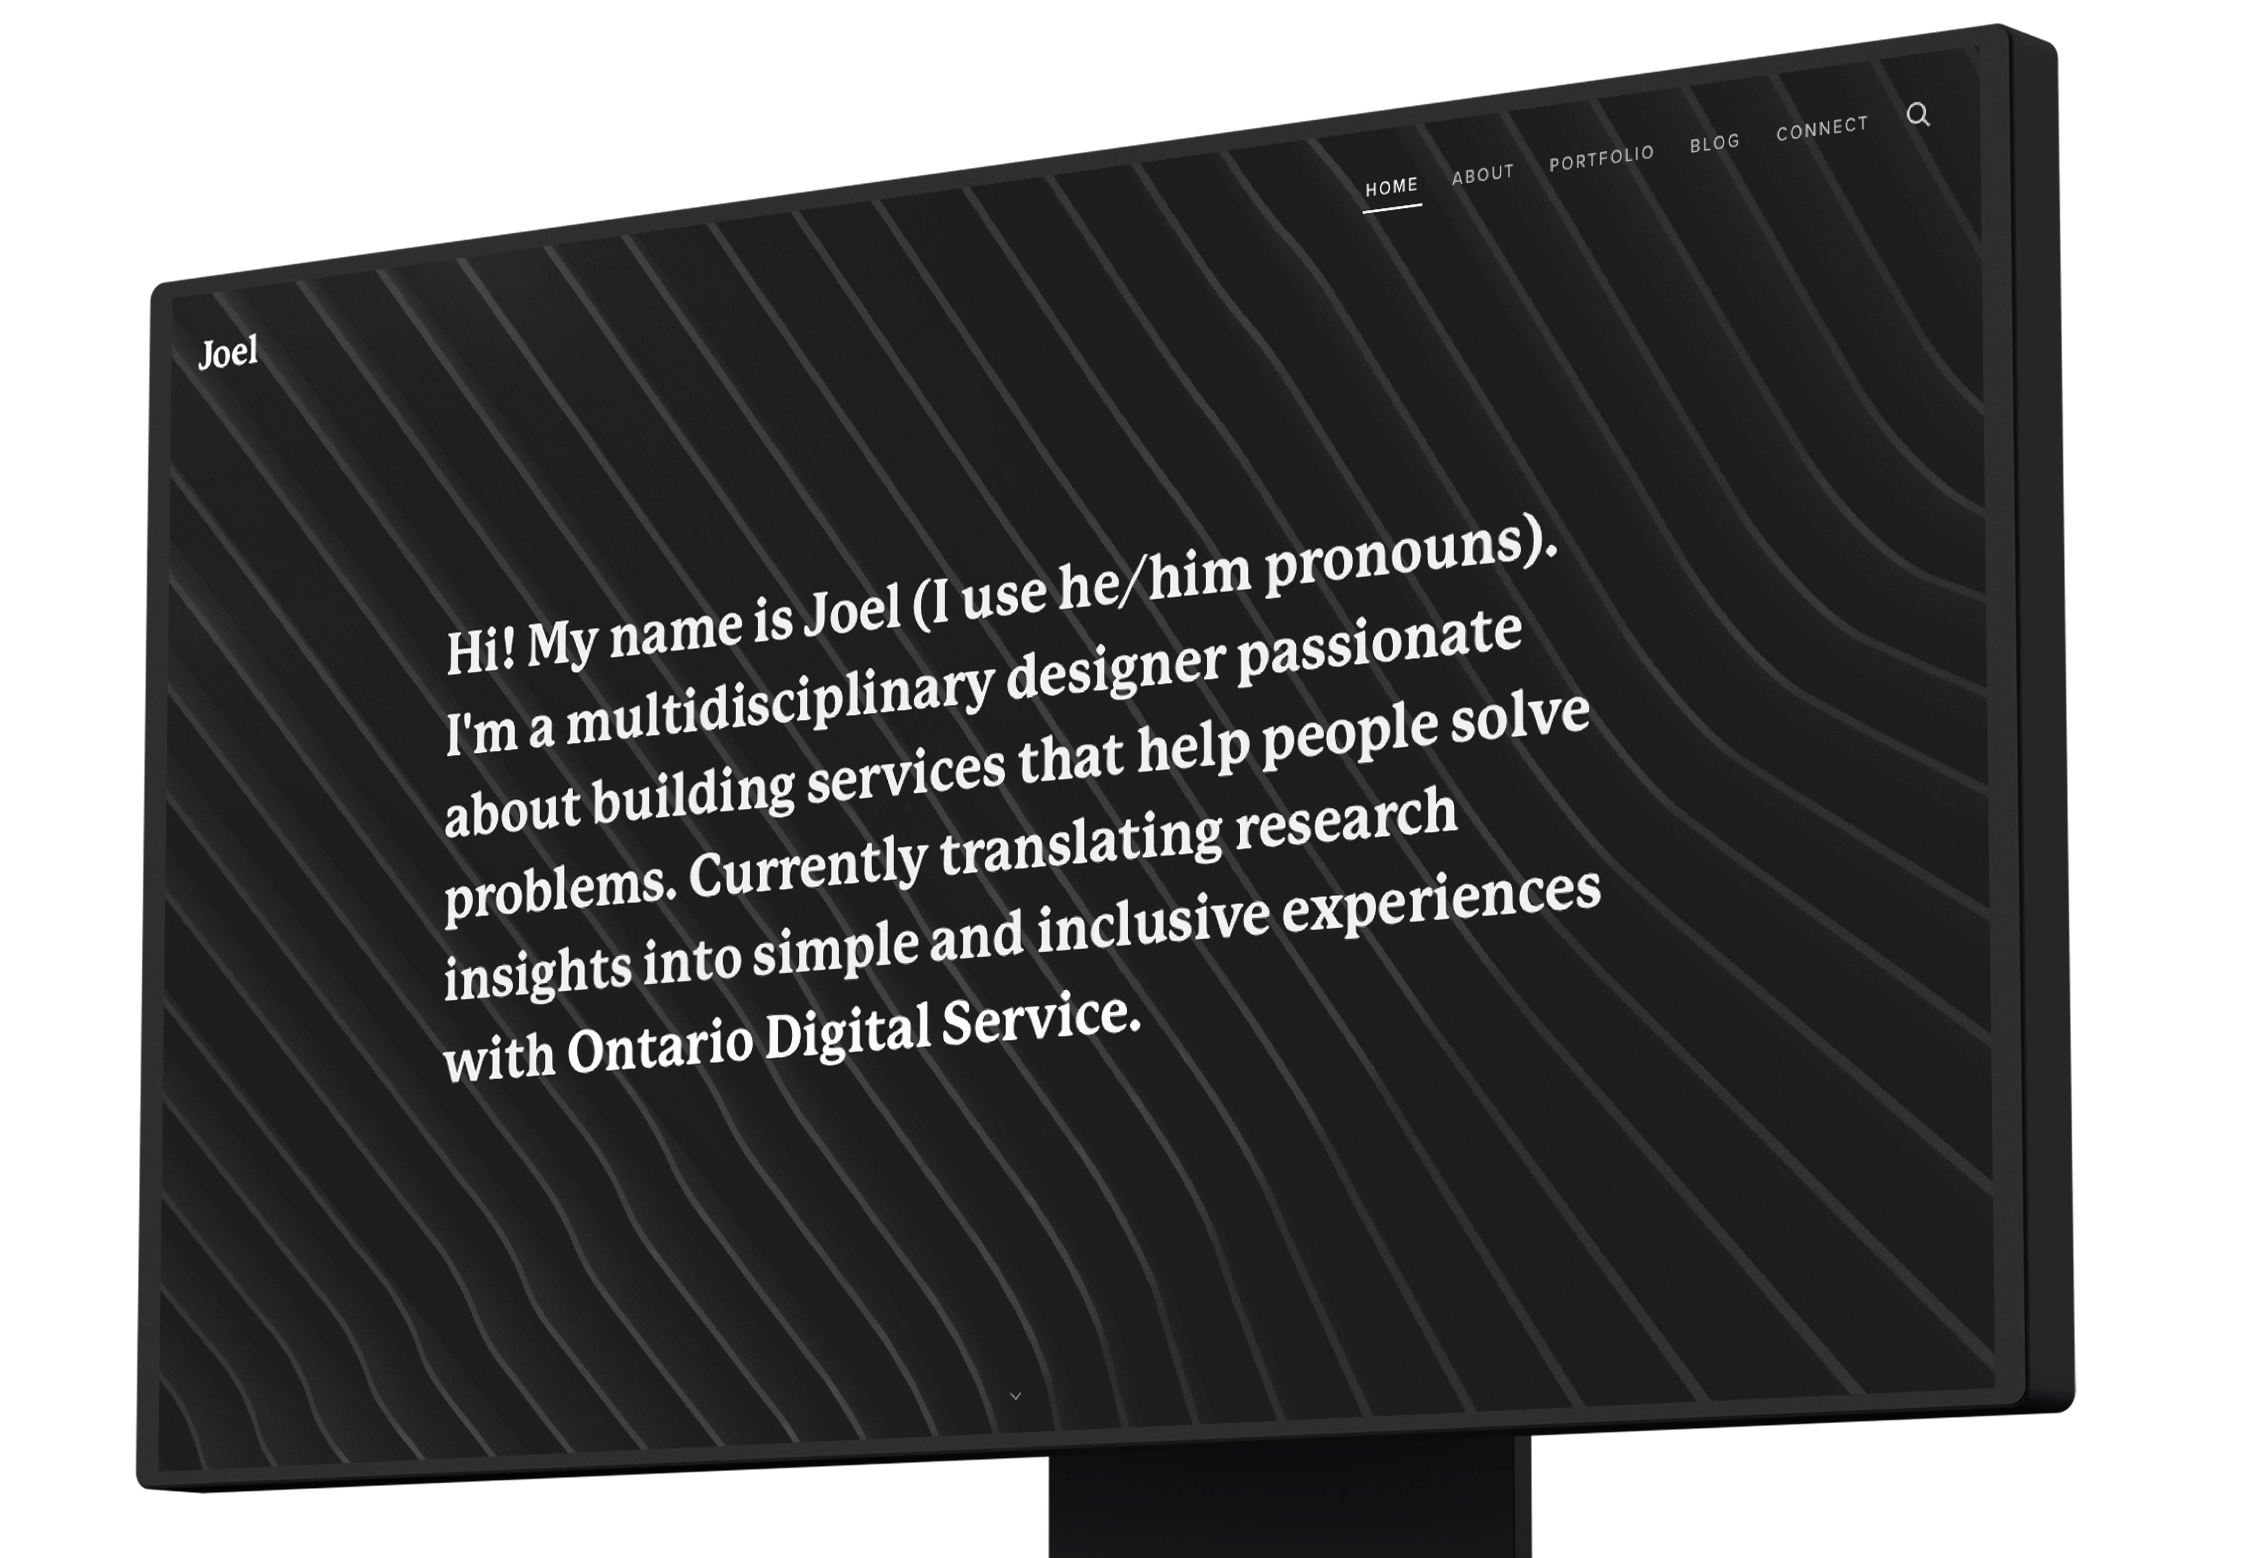 HOME ABOUT PORTFOLIO BLOG CONNECT
Joel
Hi! My name is Joel (I use he/him pronouns).
I'm a multidisciplinary designer passionate
about building services that help people solve
problems. Currently translating research
insights into simple and inclusive experiences
with Ontario Digital Service.